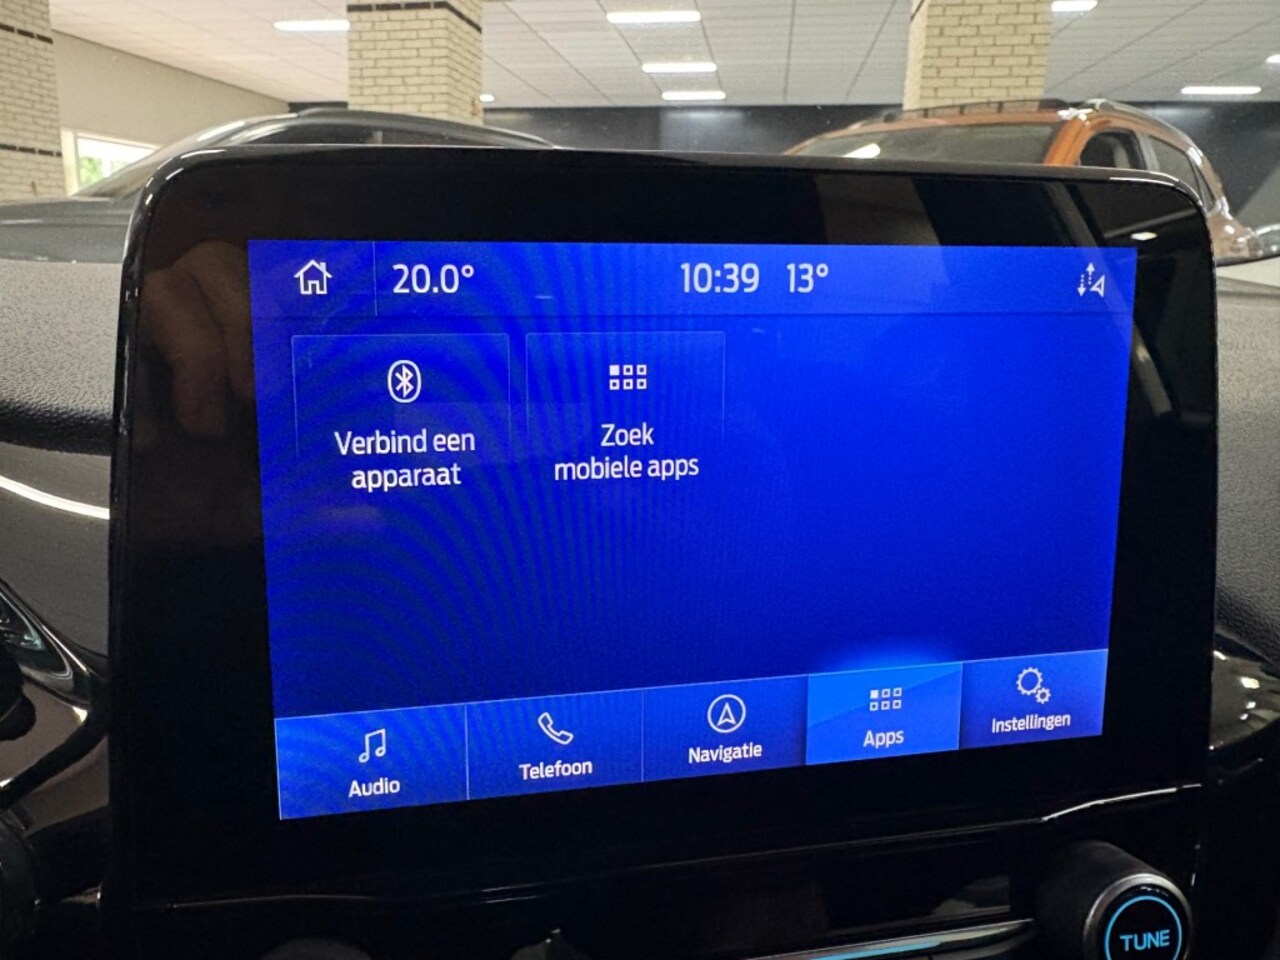 20.0° 10:39 13°
Verbind een
apparaat
Zoek
mobiele apps
Audio
Telefoon
Navigatie
Apps
Instellingen
TUNE